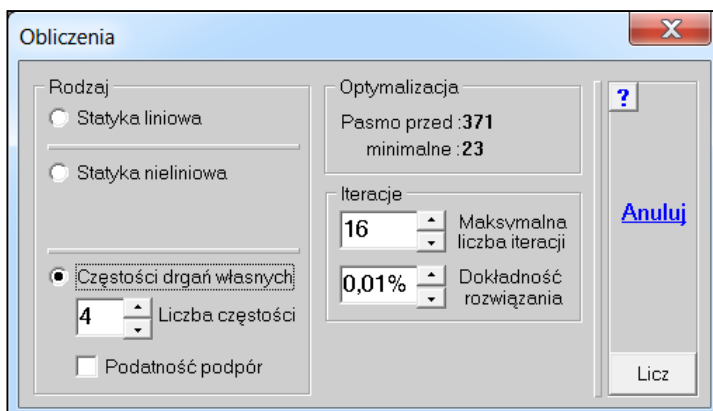 Obliczenia
X
Rodzaj
Statyka liniowa
Statyka nieliniowa
Częstości drgań własnych
4 Liczba częstości
Podatność podpór
Optymalizacja
Pasmo przed :371
minimalne :23
Iteracje
16 Maksymalna
liczba iteracji
0,01% Dokładność
rozwiązania
?
Anuluj
Licz